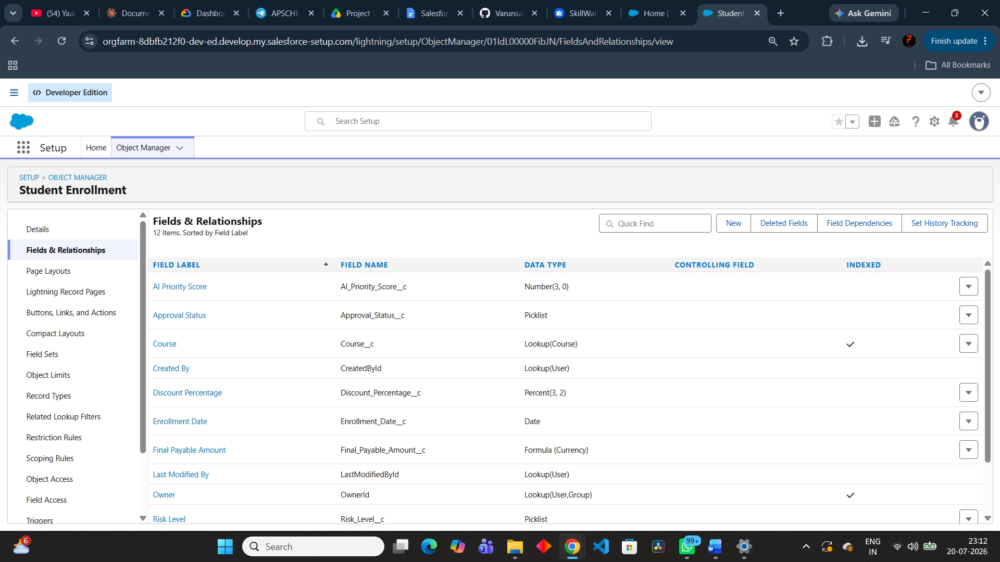 (54) Yaal
Docume
Dashbo
APSCHE
Project T
Salesfor
Varunsa
SkillWal
Home |
Student
Ask Gemini
orgfarm-8dbfb212f0-dev-ed.develop.my.salesforce-setup.com/lightning/setup/ObjectManager/01IdL00000FibJN/FieldsAndRelationships/view
Finish update
All Bookmarks
Developer Edition
Search Setup
3
Setup
Home
Object Manager
SETUP > OBJECT MANAGER
Student Enrollment
Details
Fields & Relationships
Page Layouts
Lightning Record Pages
Buttons, Links, and Actions
Compact Layouts
Field Sets
Object Limits
Record Types
Related Lookup Filters
Restriction Rules
Scoping Rules
Object Access
Field Access
Triggers
Fields & Relationships
12 Items, Sorted by Field Label
Quick Find
New
Deleted Fields
Field Dependencies
Set History Tracking
FIELD LABEL FIELD NAME DATA TYPE CONTROLLING FIELD INDEXED
AI Priority Score AI_Priority_Score__c Number(3, 0)
Approval Status Approval_Status__c Picklist
Course Course__c Lookup(Course)
Created By CreatedById Lookup(User)
Discount Percentage Discount_Percentage__c Percent(3, 2)
Enrollment Date Enrollment_Date__c Date
Final Payable Amount Final_Payable_Amount__c Formula (Currency)
Last Modified By LastModifiedById Lookup(User)
Owner OwnerId Lookup(User,Group)
Risk Level Risk_Level__c Picklist
6
Search
99+
ENG
IN
23:12
20-07-2026